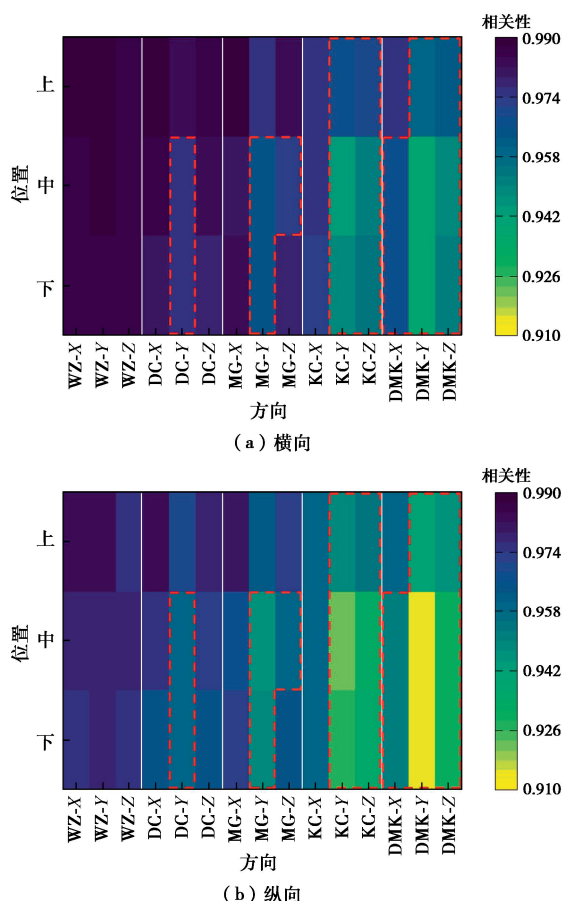 相关性
0.990
0.974
0.958
0.942
0.926
0.910
上
中
下
位置
WZ-X WZ-Y WZ-Z DC-X DC-Y DC-Z MG-X MG-Y MG-Z KC-X KC-Y KC-Z DMK-X DMK-Y DMK-Z
方向
（a）横向
相关性
0.990
0.974
0.958
0.942
0.926
0.910
上
中
下
位置
WZ-X WZ-Y WZ-Z DC-X DC-Y DC-Z MG-X MG-Y MG-Z KC-X KC-Y KC-Z DMK-X DMK-Y DMK-Z
方向
（b）纵向